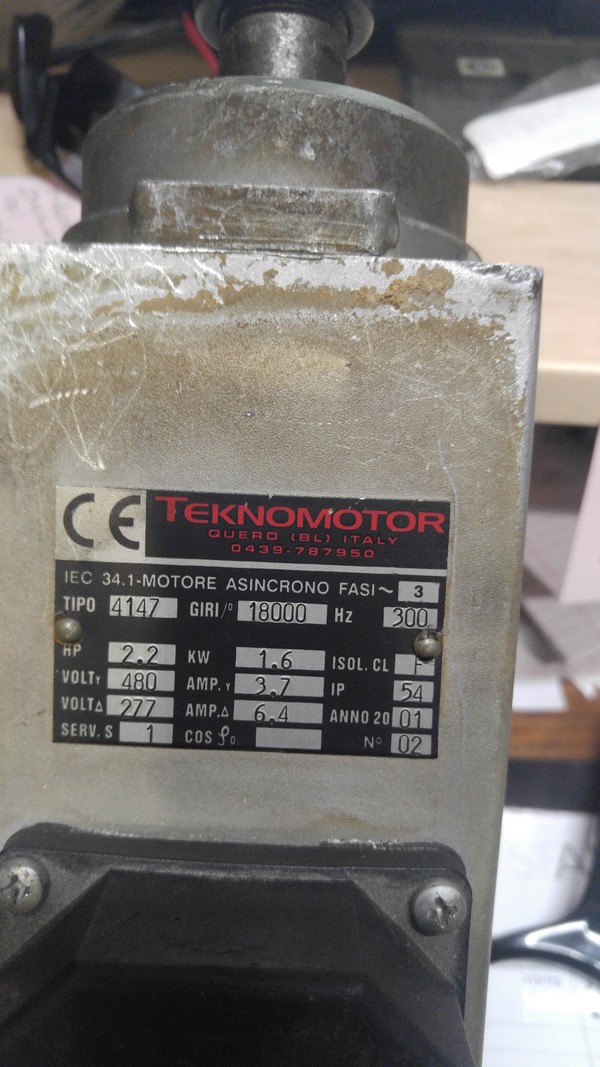 CE TEKNOMOTOR
QUERO (BL) ITALY
0439-787950
IEC 34.1-MOTORE ASINCRONO FASI ~ 3
TIPO 4147 GIRI/° 18000 Hz 300
HP 2.2 KW 1.6 ISOL. CL F
VOLTY 480 AMP.Y 3.7 IP 54
VOLTΔ 277 AMP.Δ 6.4 ANNO 20 01
SERV. S 1 COS N° 02